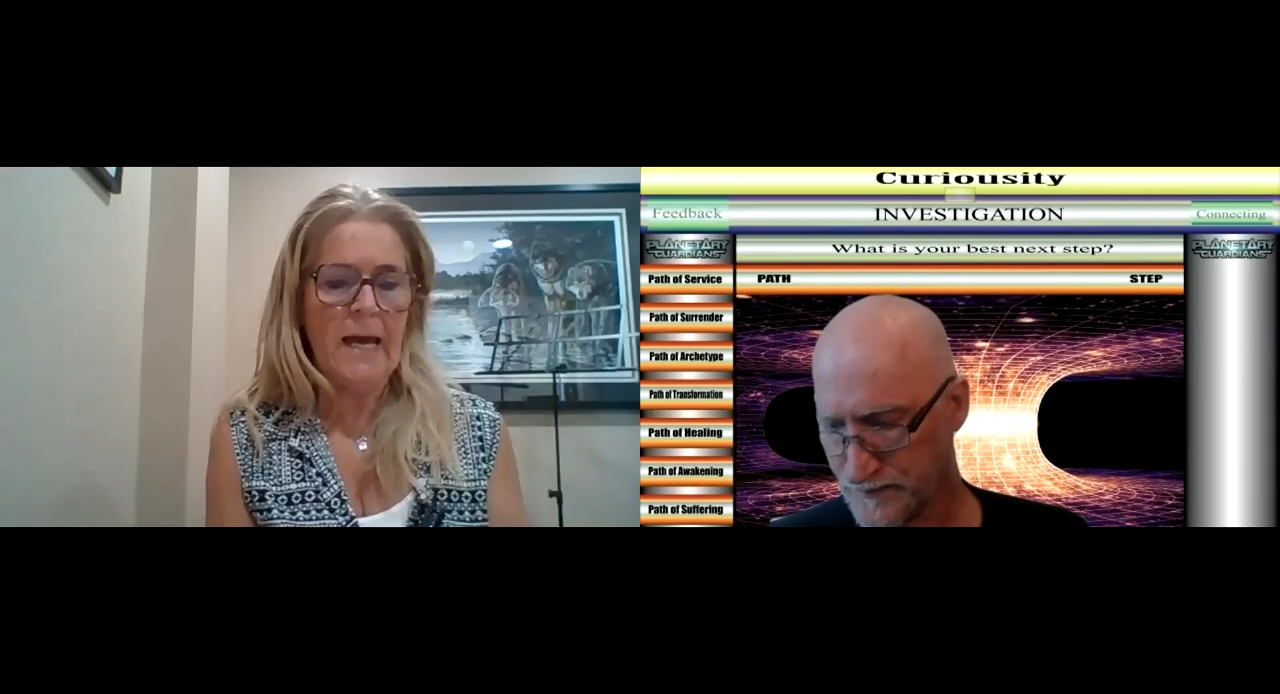 Curiousity
Feedback
INVESTIGATION
Connecting
PLANETARY
GUARDIANS
What is your best next step?
PLANETARY
GUARDIANS
Path of Service
PATH
STEP
Path of Surrender
Path of Archetype
Path of Transformation
Path of Healing
Path of Awakening
Path of Suffering